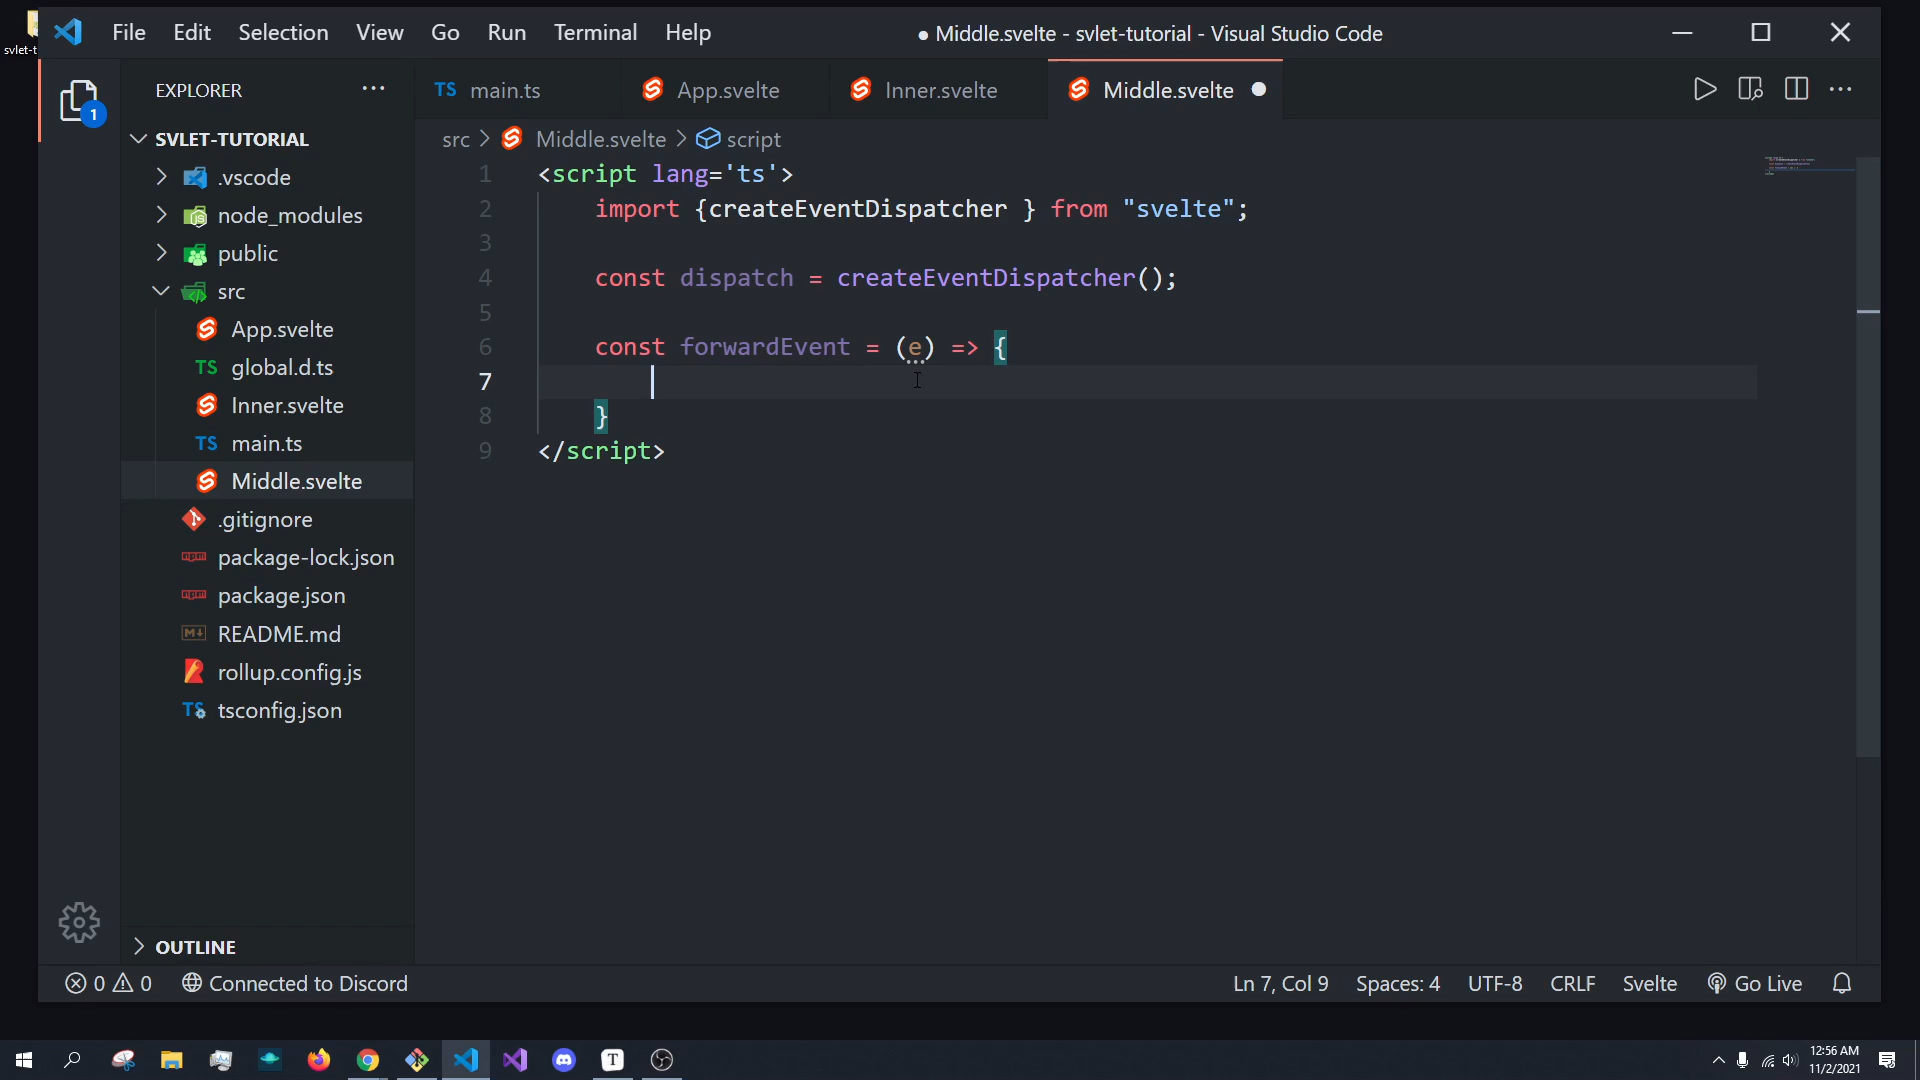 svlet-t
File Edit Selection View Go Run Terminal Help
● Middle.svelte - svlet-tutorial - Visual Studio Code
1
EXPLORER
SVLET-TUTORIAL
.vscode
node_modules
public
src
App.svelte
TS global.d.ts
Inner.svelte
TS main.ts
Middle.svelte
.gitignore
package-lock.json
package.json
README.md
rollup.config.js
TS tsconfig.json
OUTLINE
TS main.ts
App.svelte
Inner.svelte
Middle.svelte
src > Middle.svelte > script
1 <script lang='ts'>
2 import {createEventDispatcher } from "svelte";
3
4 const dispatch = createEventDispatcher();
5
6 const forwardEvent = (e) => {
7
8 }
9 </script>
0 0 Connected to Discord
Ln 7, Col 9 Spaces: 4 UTF-8 CRLF Svelte Go Live
T
12:56 AM
11/2/2021